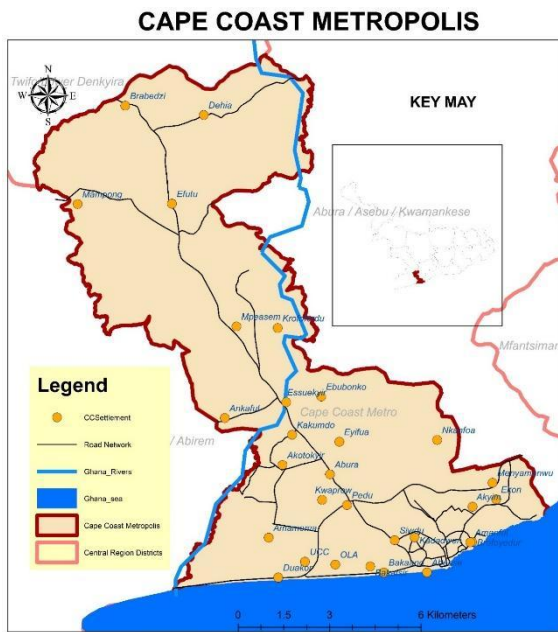 CAPE COAST METROPOLIS
N
W E
S
Brabedzi
Dehia
KEY MAY
Mampong
Efutu
Abura / Asebu / Kwamankese
Mpeasem
Mfantsiman
Legend
CCSettlement
Road Network
Ghana_Rivers
Ghana_sea
Cape Coast Metropolis
Central Region Districts
Essuekyir
Ebubonko
Ankaful
Cape Coast Metro
/ Abirem
Kakumdo
Eyifua
Nkanfoa
Akotokyir
Abura
Kwaprow
Pedu
Ekon
Akyim
Siwdu
Amamoma
UCC
OLA
Duakor
0 1.5 3 6 Kilometers